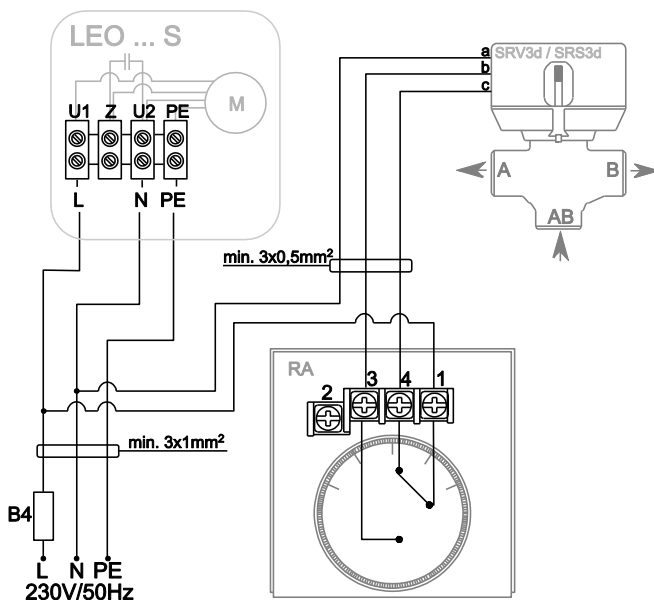 LEO ... S
M
U1 Z U2 PE
L N PE
a
b
c
SRV3d / SRS3d
A B
AB
min. 3x0,5mm²
RA
2 3 4 1
min. 3x1mm²
B4
L N PE
230V/50Hz